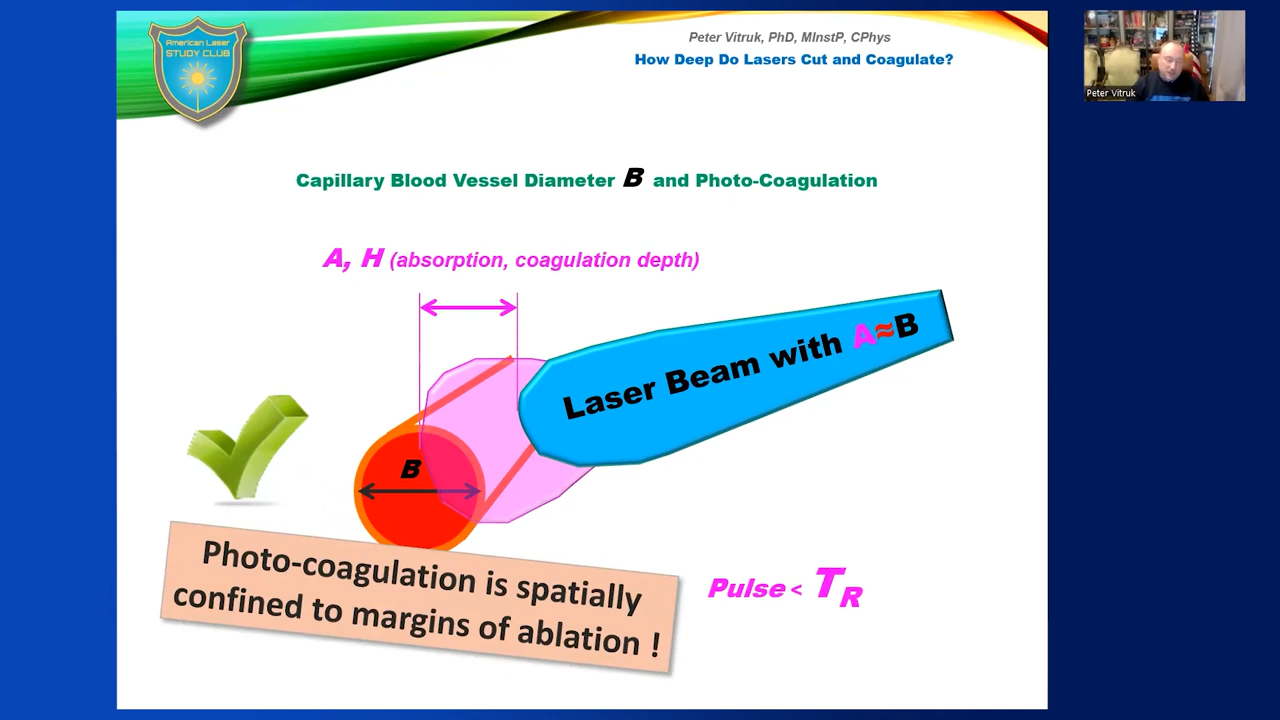 American Laser
STUDY CLUB
Peter Vitruk, PhD, MInstP, CPhys
How Deep Do Lasers Cut and Coagulate?
Peter Vitruk
Capillary Blood Vessel Diameter B and Photo-Coagulation
A, H (absorption, coagulation depth)
Laser Beam with A≈B
B
Photo-coagulation is spatially
confined to margins of ablation !
Pulse < TR